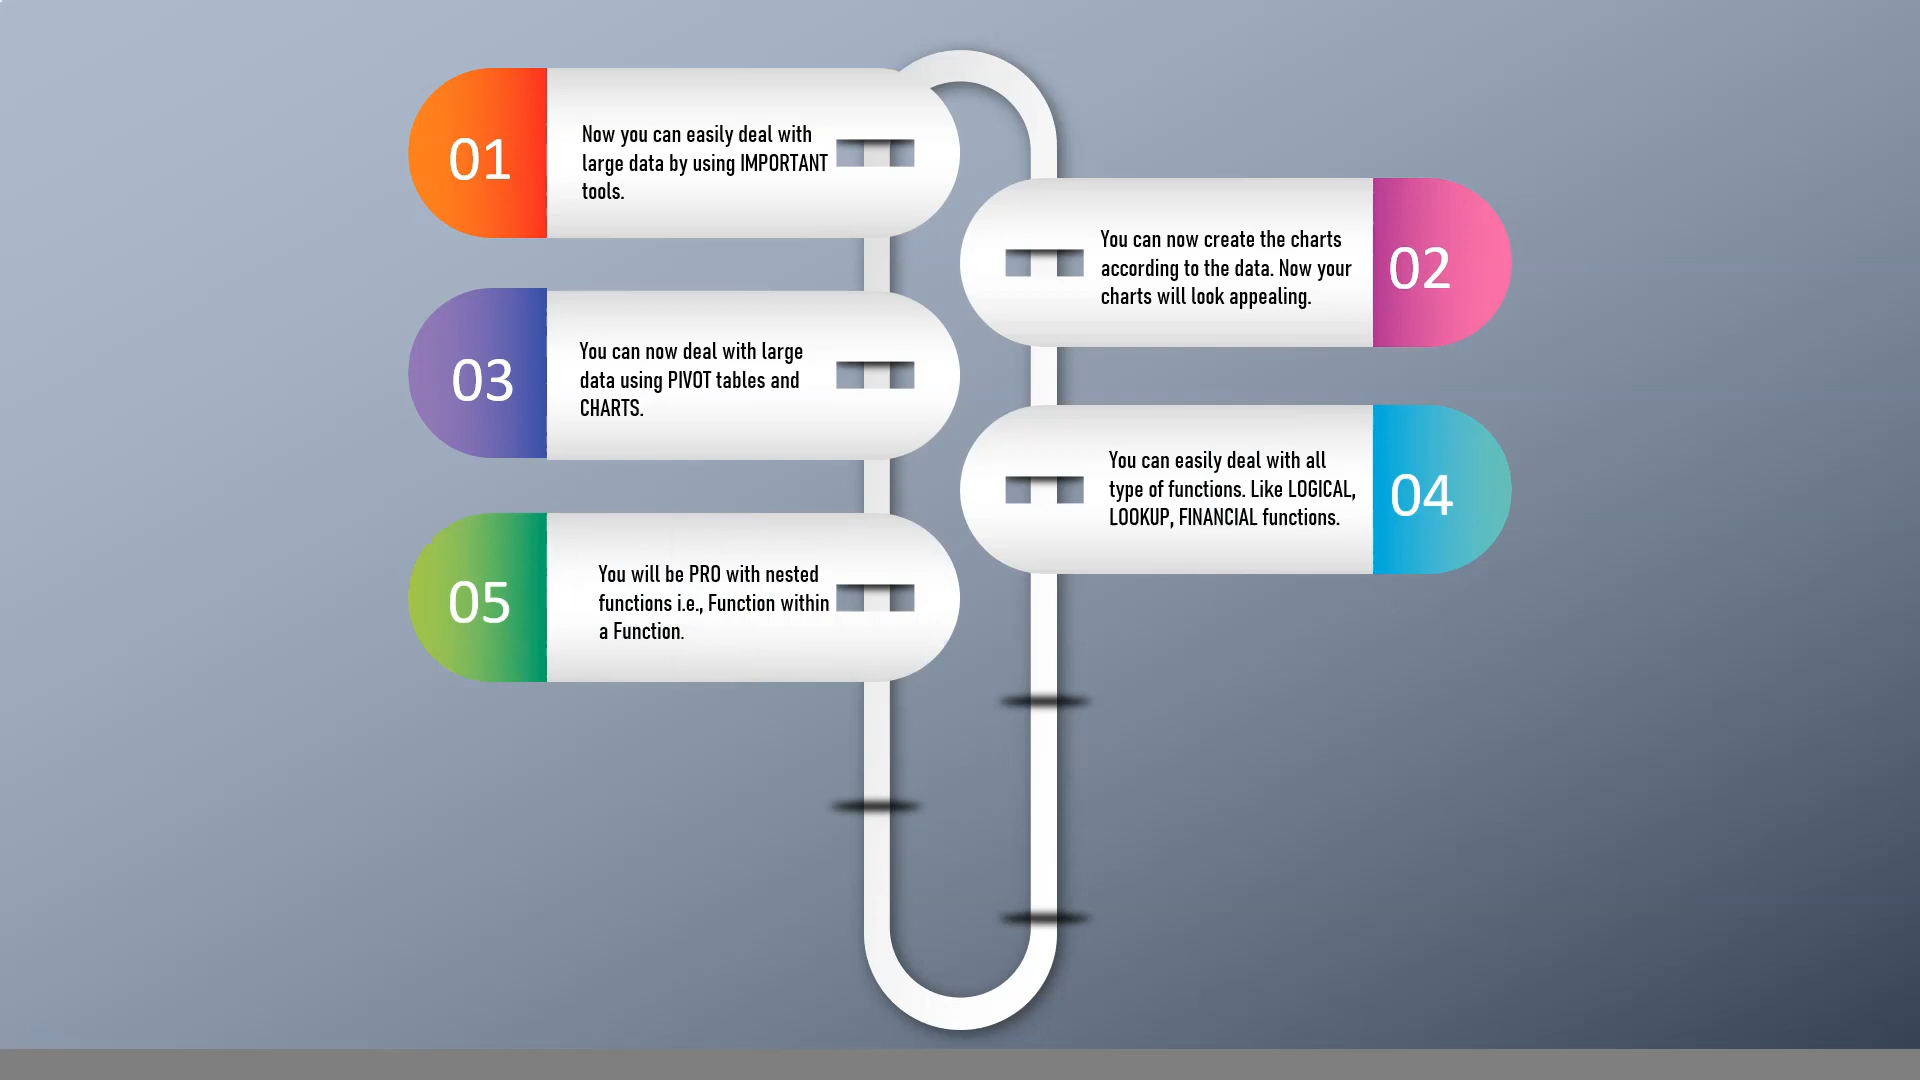 01
Now you can easily deal with
large data by using IMPORTANT
tools.
You can now create the charts
according to the data. Now your
charts will look appealing.
02
03
You can now deal with large
data using PIVOT tables and
CHARTS.
You can easily deal with all
type of functions. Like LOGICAL,
LOOKUP, FINANCIAL functions.
04
05
You will be PRO with nested
functions i.e., Function within
a Function.